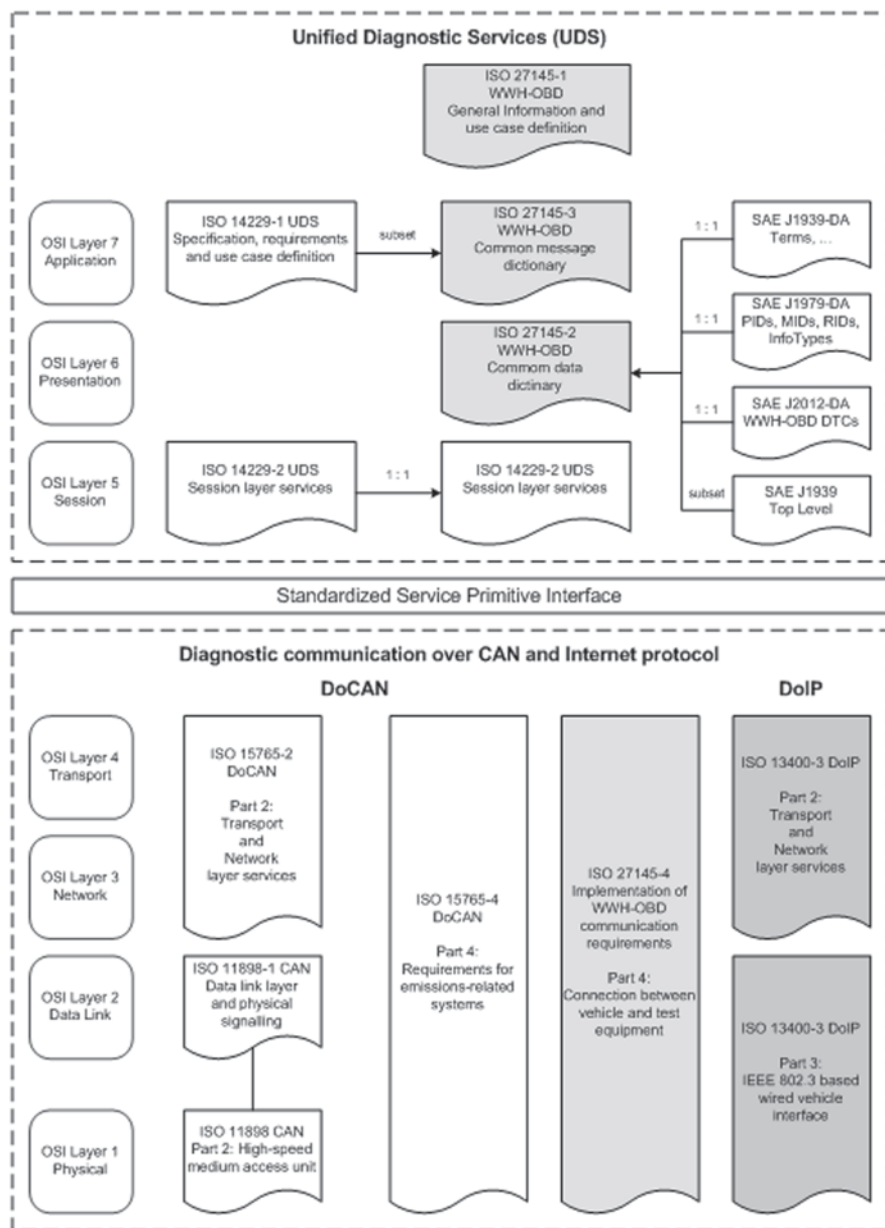 Unified Diagnostic Services (UDS)
ISO 27145-1
WWH-OBD
General Information and
use case definition
OSI Layer 7
Application
ISO 14229-1 UDS
Specification, requirements
and use case definition
subset
ISO 27145-3
WWH-OBD
Common message
dictionary
1 : 1
SAE J1939-DA
Terms, ...
1 : 1
SAE J1979-DA
PIDs, MIDs, RIDs,
InfoTypes
OSI Layer 6
Presentation
ISO 27145-2
WWH-OBD
Commom data
dictinary
1 : 1
SAE J2012-DA
WWH-OBD DTCs
OSI Layer 5
Session
ISO 14229-2 UDS
Session layer services
1 : 1
ISO 14229-2 UDS
Session layer services
subset
SAE J1939
Top Level
Standardized Service Primitive Interface
Diagnostic communication over CAN and Internet protocol
DoCAN
DoIP
OSI Layer 4
Transport
OSI Layer 3
Network
OSI Layer 2
Data Link
OSI Layer 1
Physical
ISO 15765-2
DoCAN
Part 2:
Transport
and
Network
layer services
ISO 11898-1 CAN
Data link layer
and physical
signalling
ISO 11898 CAN
Part 2: High-speed
medium access unit
ISO 15765-4
DoCAN
Part 4:
Requirements for
emissions-related
systems
ISO 27145-4
Implementation of
WWH-OBD
communication
requirements
Part 4:
Connection between
vehicle and test
equipment
ISO 13400-3 DoIP
Part 2:
Transport
and
Network
layer services
ISO 13400-3 DoIP
Part 3:
IEEE 802.3 based
wired vehicle
interface